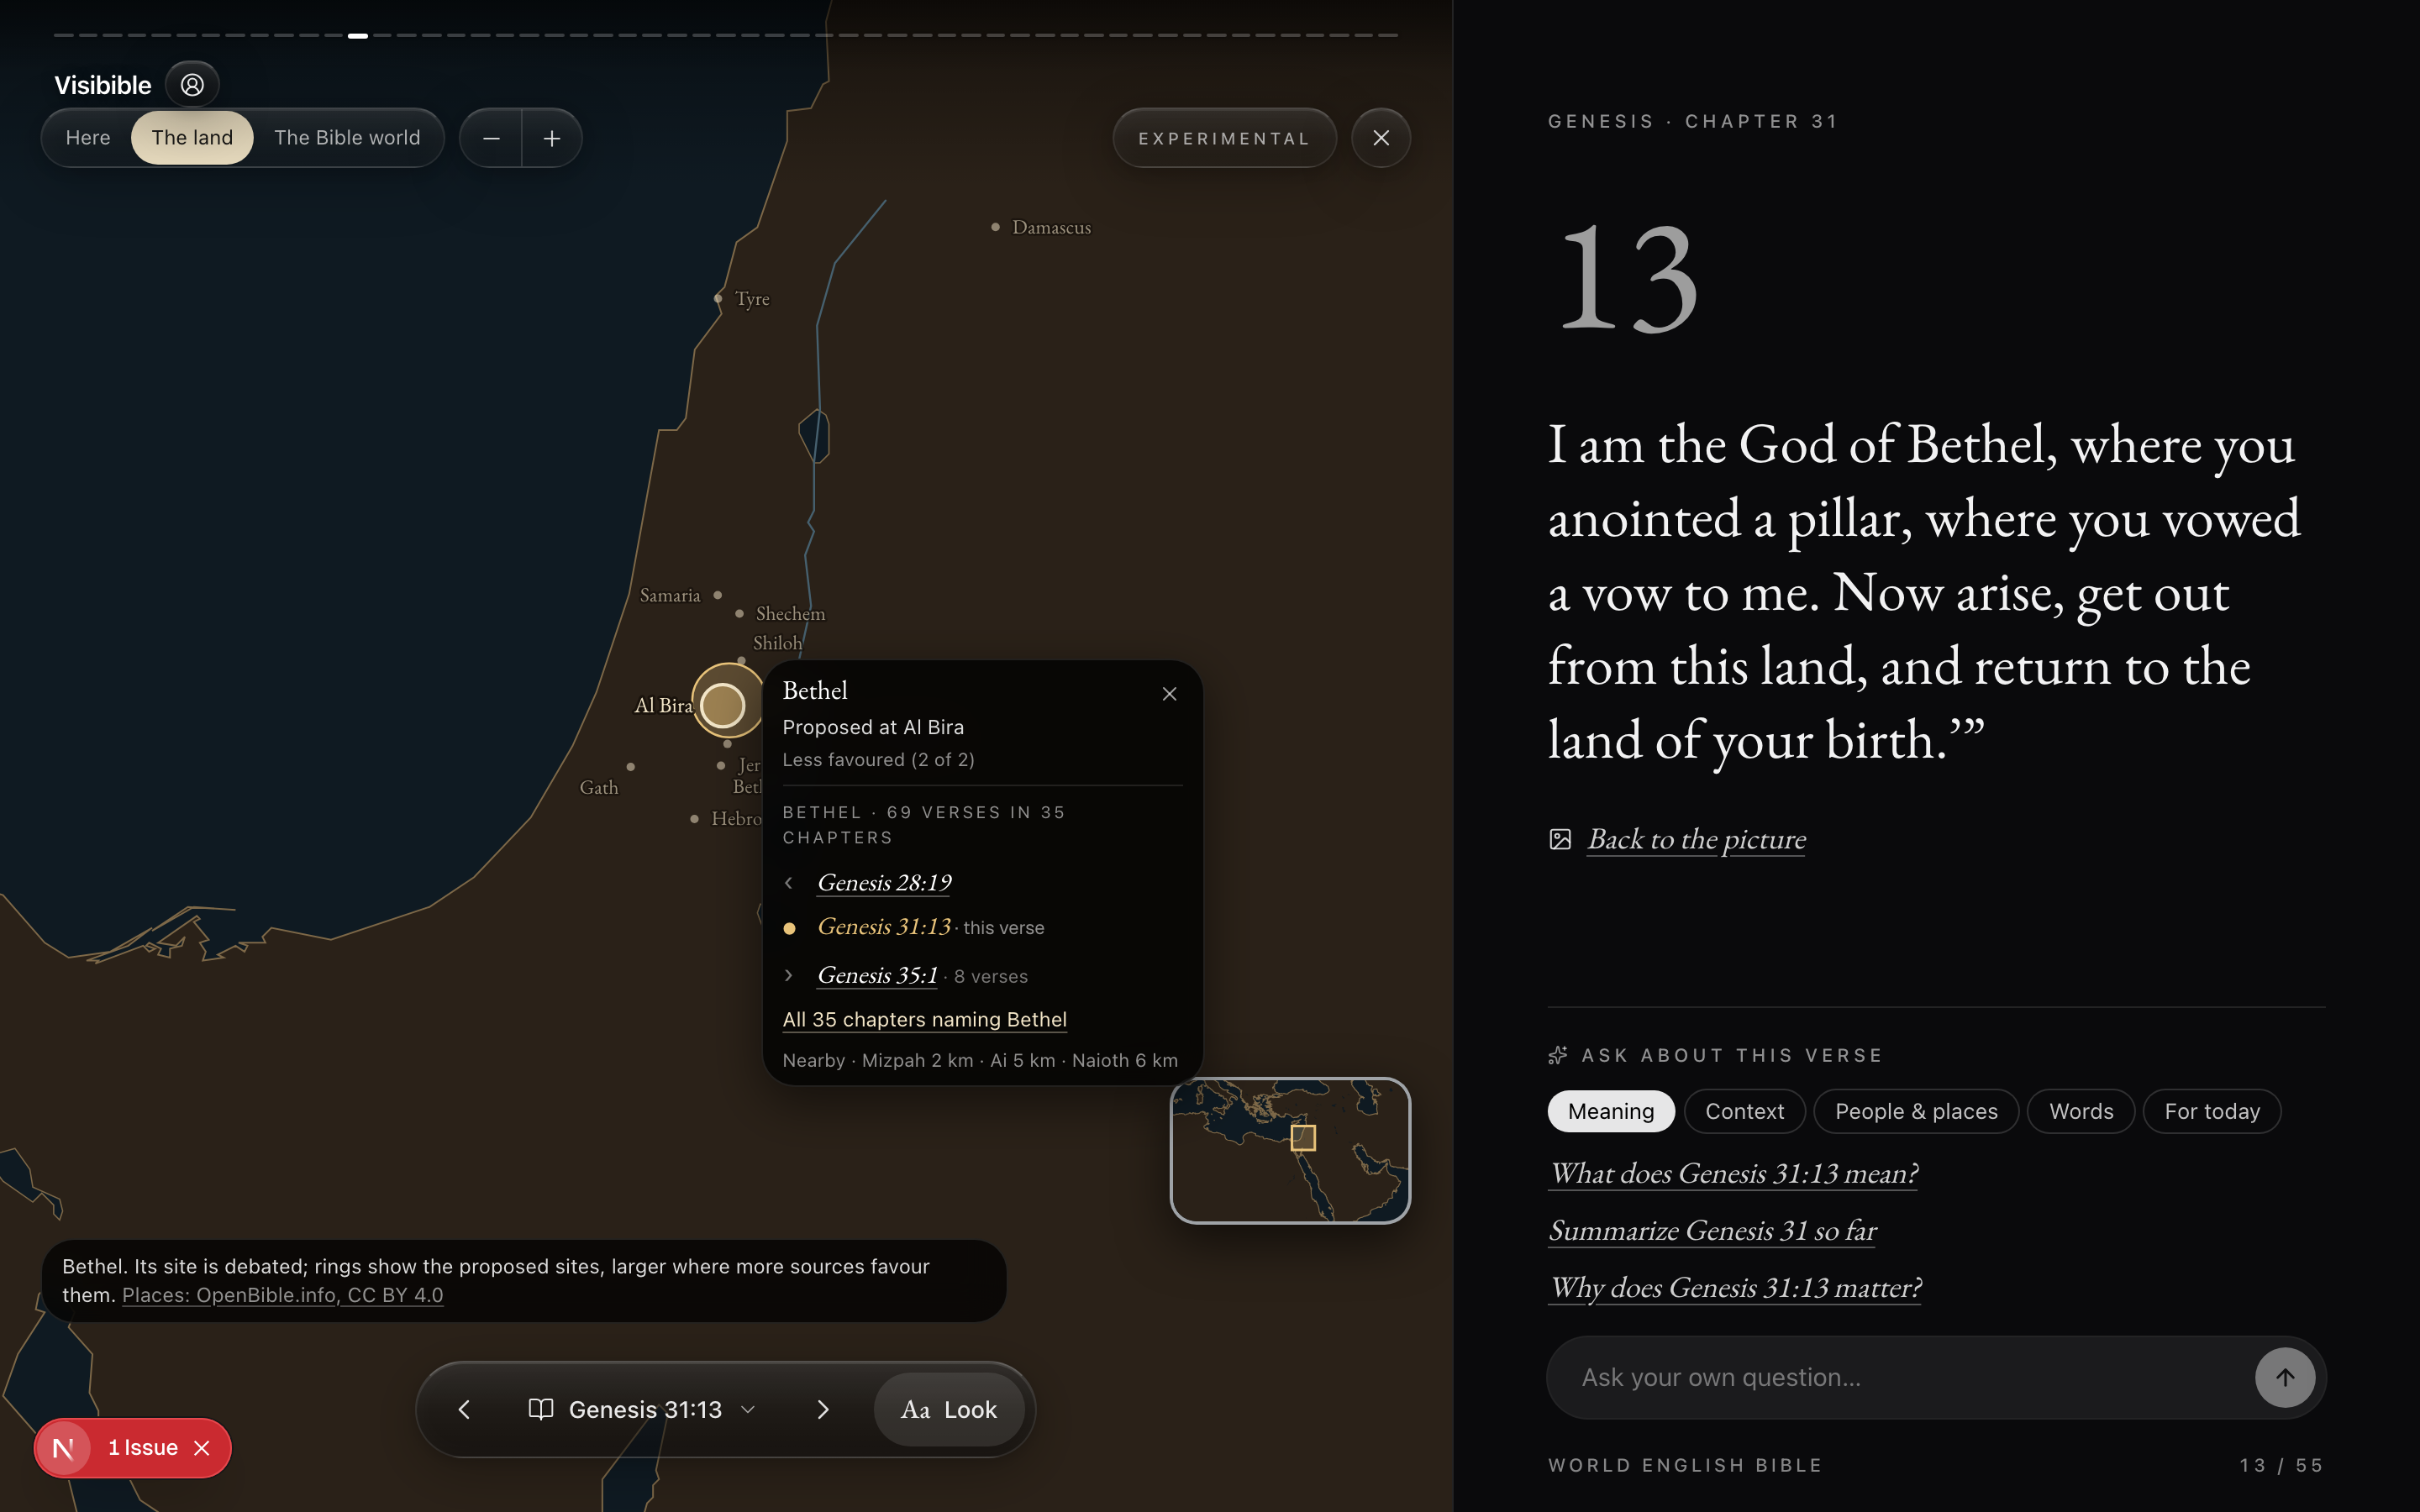 Visibible
Here
The land
The Bible world
EXPERIMENTAL
Damascus
Tyre
Samaria
Shechem
Shiloh
Al Bira
Gath
Jer
Bet
Hebro
Bethel
Proposed at Al Bira
Less favoured (2 of 2)
BETHEL · 69 VERSES IN 35
CHAPTERS
‹ Genesis 28:19
Genesis 31:13 · this verse
› Genesis 35:1 · 8 verses
All 35 chapters naming Bethel
Nearby · Mizpah 2 km · Ai 5 km · Naioth 6 km
Bethel. Its site is debated; rings show the proposed sites, larger where more sources favour
them. Places: OpenBible.info, CC BY 4.0
Genesis 31:13
Aa Look
N 1 Issue
GENESIS · CHAPTER 31
13
I am the God of Bethel, where you
anointed a pillar, where you vowed
a vow to me. Now arise, get out
from this land, and return to the
land of your birth.’”
Back to the picture
ASK ABOUT THIS VERSE
Meaning
Context
People & places
Words
For today
What does Genesis 31:13 mean?
Summarize Genesis 31 so far
Why does Genesis 31:13 matter?
Ask your own question...
WORLD ENGLISH BIBLE
13 / 55